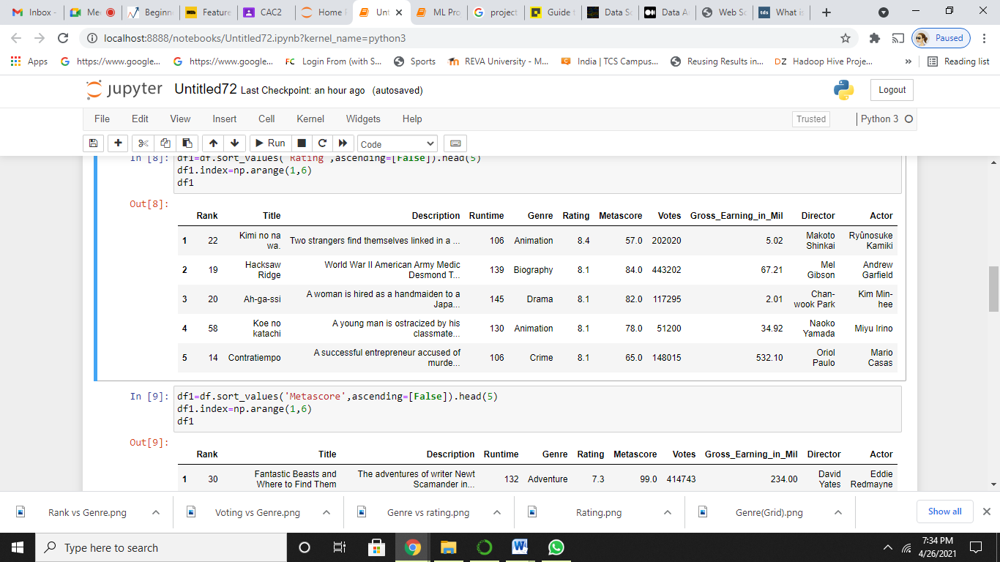 Inbox - Mee Beginn Feature CAC2 Home Unt ML Pro project Guide t Data Sc Data A Web Sc What is
localhost:8888/notebooks/Untitled72.ipynb?kernel_name=python3 Paused
Apps https://www.google... https://www.google... FC Login From (with S... Sports REVA University - M... India | TCS Campus... Reusing Results in... DZ Hadoop Hive Proje... » Reading list
jupyter Untitled72 Last Checkpoint: an hour ago (autosaved) Logout
File Edit View Insert Cell Kernel Widgets Help Trusted Python 3
Run Code
In [8]: df1=df.sort_values('Rating',ascending=[False]).head(5)
df1.index=np.arange(1,6)
df1
Out[8]:
Rank Title Description Runtime Genre Rating Metascore Votes Gross_Earning_in_Mil Director Actor
1 22 Kimi no na wa. Two strangers find themselves linked in a ... 106 Animation 8.4 57.0 202020 5.02 Makoto Shinkai Ryûnosuke Kamiki
2 19 Hacksaw Ridge World War II American Army Medic Desmond T... 139 Biography 8.1 84.0 443202 67.21 Mel Gibson Andrew Garfield
3 20 Ah-ga-ssi A woman is hired as a handmaiden to a Japa... 145 Drama 8.1 82.0 117295 2.01 Chan-wook Park Kim Min-hee
4 58 Koe no katachi A young man is ostracized by his classmate... 130 Animation 8.1 78.0 51200 34.92 Naoko Yamada Miyu Irino
5 14 Contratiempo A successful entrepreneur accused of murde... 106 Crime 8.1 65.0 148015 532.10 Oriol Paulo Mario Casas
In [9]: df1=df.sort_values('Metascore',ascending=[False]).head(5)
df1.index=np.arange(1,6)
df1
Out[9]:
Rank Title Description Runtime Genre Rating Metascore Votes Gross_Earning_in_Mil Director Actor
1 30 Fantastic Beasts and Where to Find Them The adventures of writer Newt Scamander in... 132 Adventure 7.3 99.0 414743 234.00 David Yates Eddie Redmayne
Rank vs Genre.png Voting vs Genre.png Genre vs rating.png Rating.png Genre(Grid).png Show all
Type here to search 7:34 PM
4/26/2021